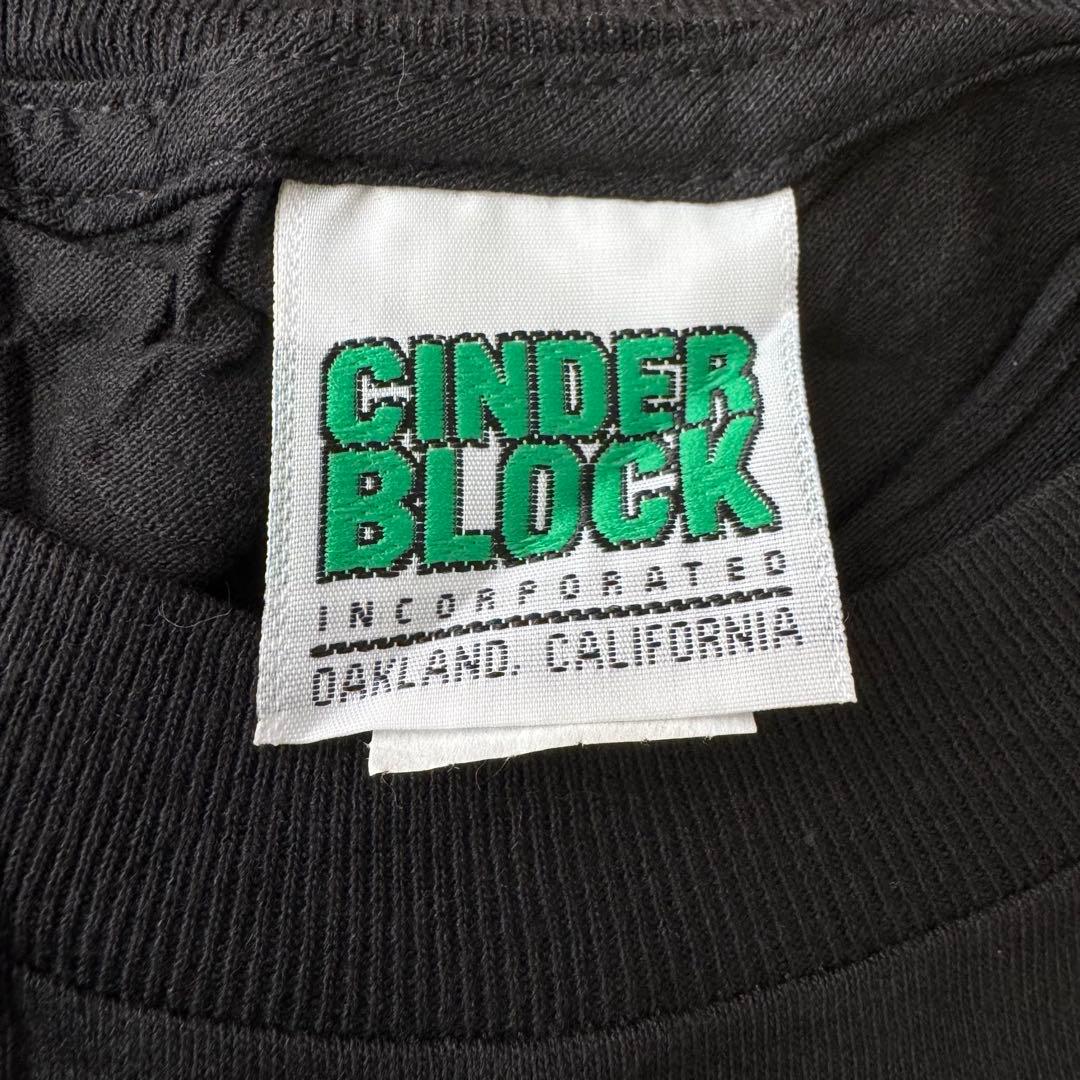 CINDER
BLOCK
INCORPORATED
OAKLAND, CALIFORNIA